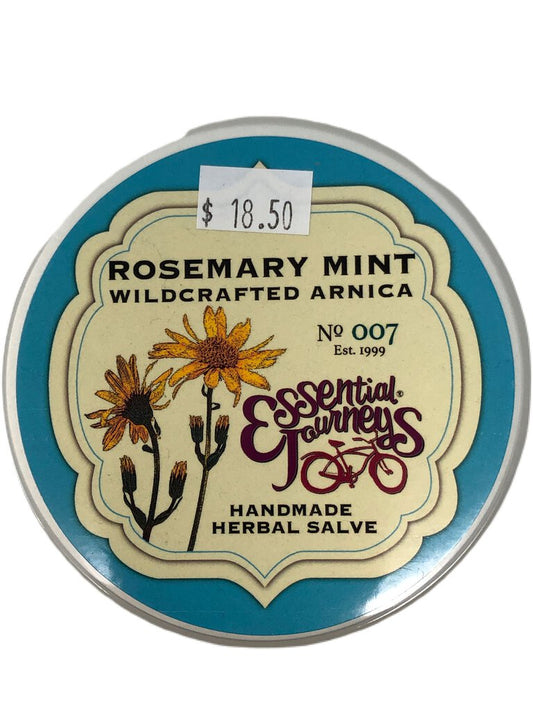 $ 18.50
ROSEMARY MINT
WILDCRAFTED ARNICA
Nº 007
Est. 1999
Essential®
Journeys
HANDMADE
HERBAL SALVE